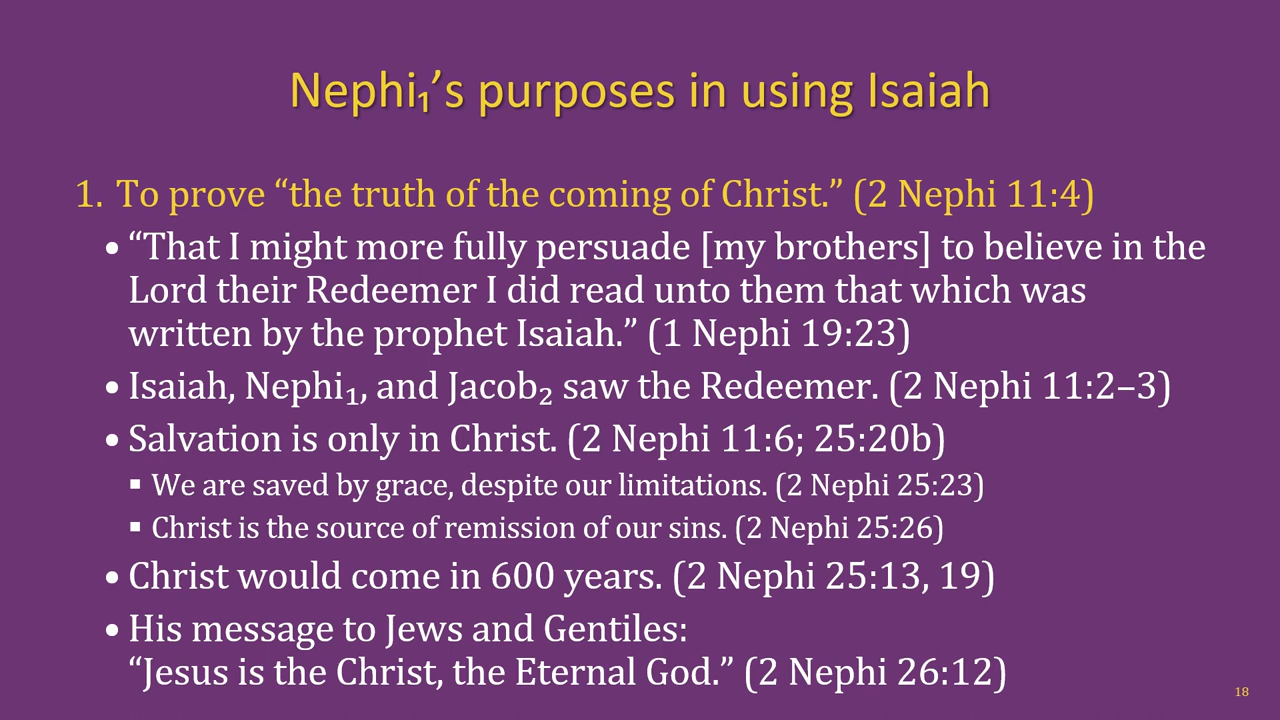 Nephi₁’s purposes in using Isaiah
1. To prove “the truth of the coming of Christ.” (2 Nephi 11:4)
• “That I might more fully persuade [my brothers] to believe in the
Lord their Redeemer I did read unto them that which was
written by the prophet Isaiah.” (1 Nephi 19:23)
• Isaiah, Nephi₁, and Jacob₂ saw the Redeemer. (2 Nephi 11:2–3)
• Salvation is only in Christ. (2 Nephi 11:6; 25:20b)
▪ We are saved by grace, despite our limitations. (2 Nephi 25:23)
▪ Christ is the source of remission of our sins. (2 Nephi 25:26)
• Christ would come in 600 years. (2 Nephi 25:13, 19)
• His message to Jews and Gentiles:
“Jesus is the Christ, the Eternal God.” (2 Nephi 26:12)
18